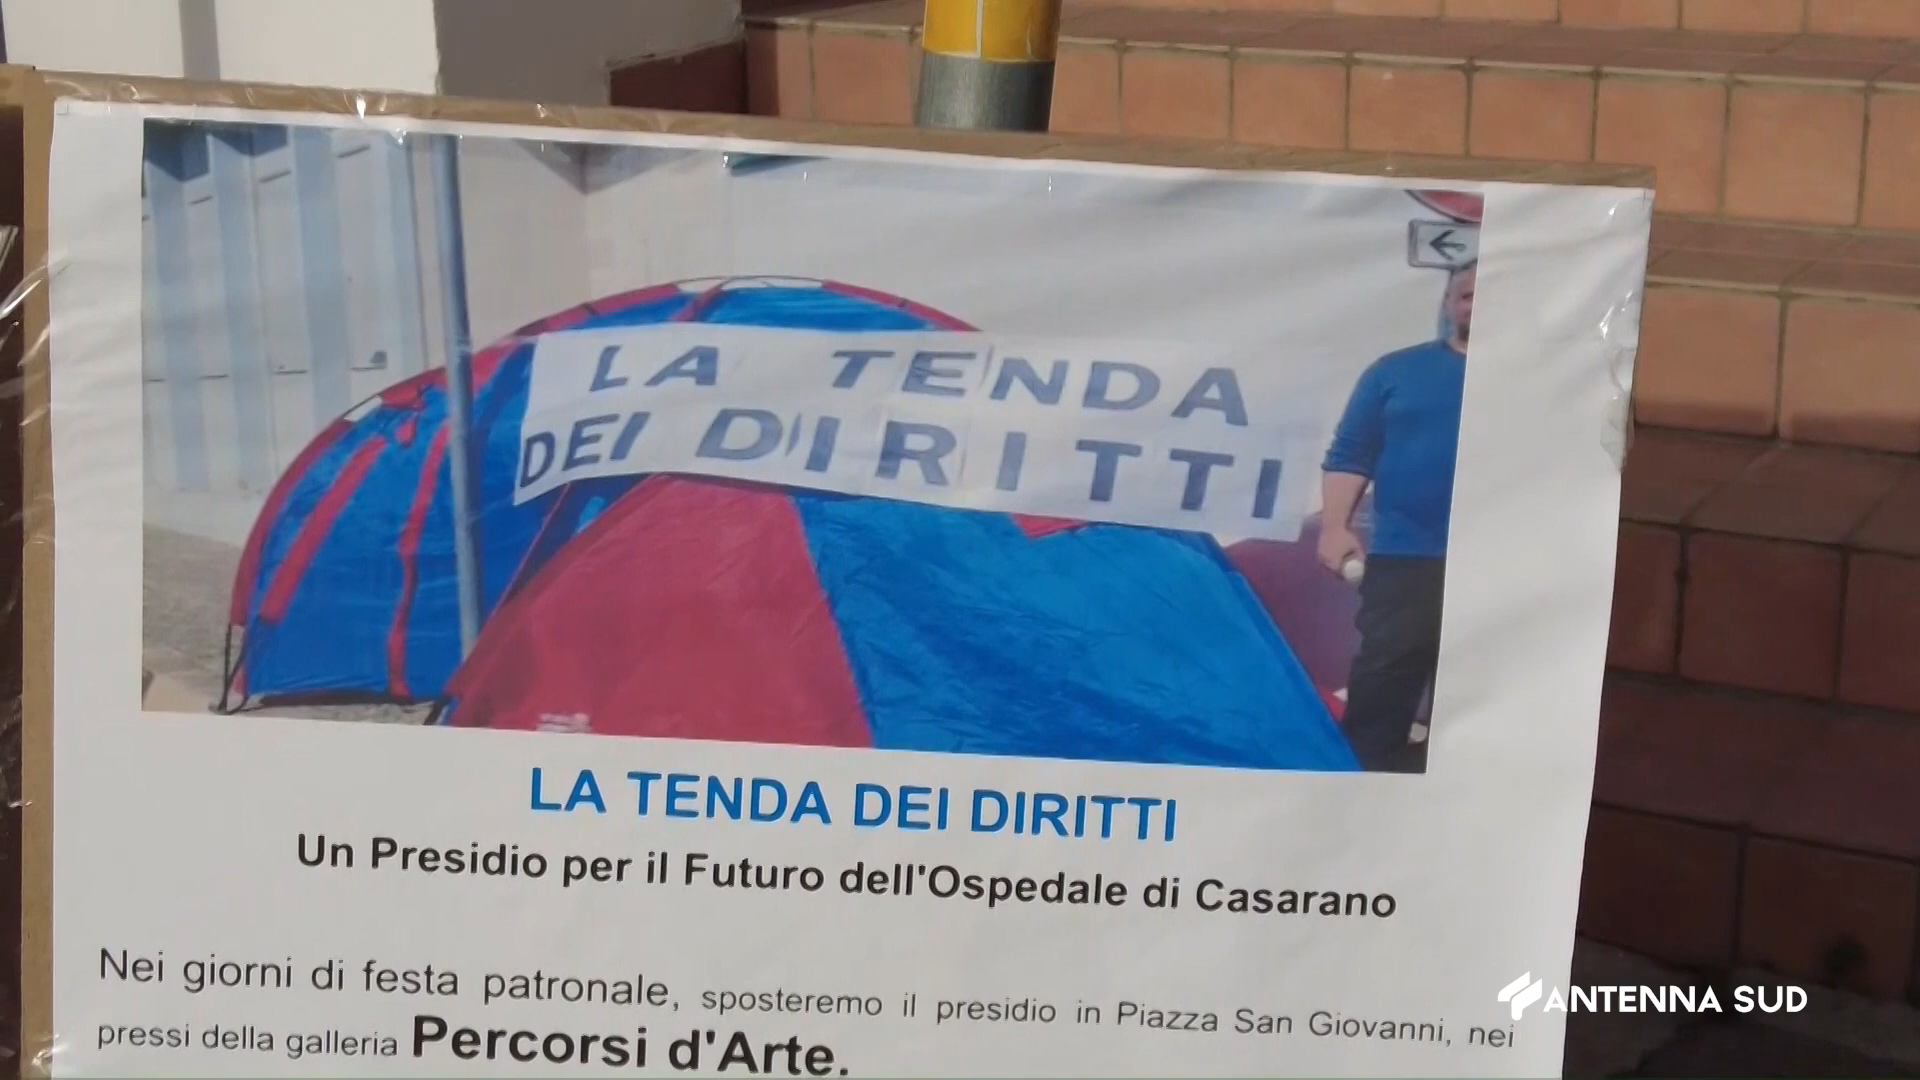 LA TENDA
DEI DIRITTI
LA TENDA DEI DIRITTI
Un Presidio per il Futuro dell'Ospedale di Casarano
Nei giorni di festa patronale, sposteremo il presidio in Piazza San Giovanni, nei
pressi della galleria Percorsi d'Arte.
ANTENNA SUD